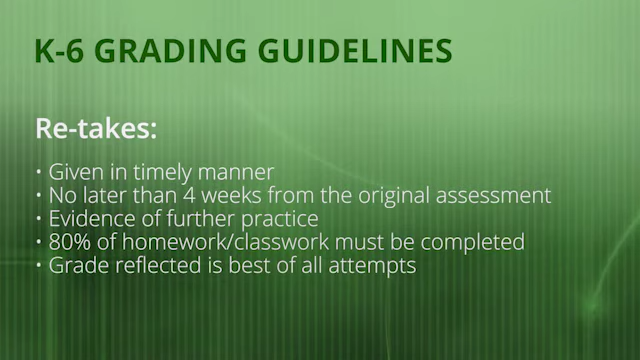 K-6 GRADING GUIDELINES
Re-takes:
• Given in timely manner
• No later than 4 weeks from the original assessment
• Evidence of further practice
• 80% of homework/classwork must be completed
• Grade reflected is best of all attempts